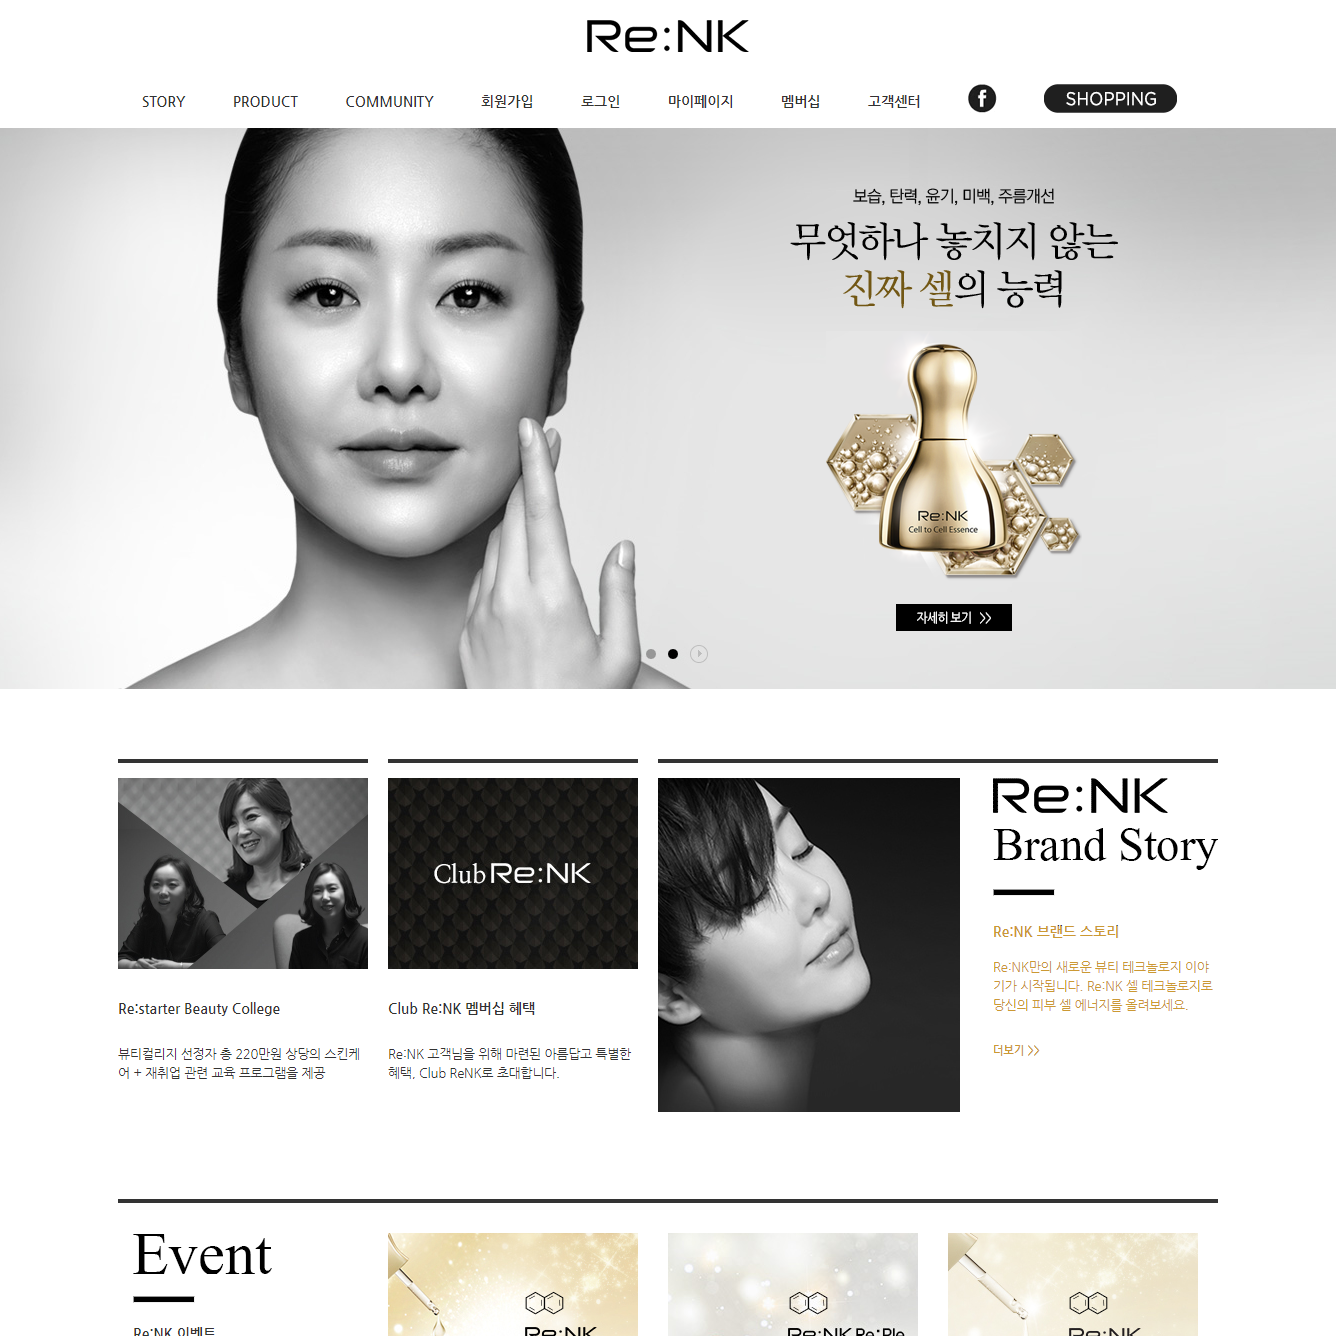 Re:NK
STORY PRODUCT COMMUNITY 회원가입 로그인 마이페이지 멤버십 고객센터 f SHOPPING
보습, 탄력, 윤기, 미백, 주름개선
무엇하나 놓치지 않는
진짜 셀의 능력
Re:NK
Cell to Cell Essence
자세히 보기 >>
Club Re:NK
Re:starter Beauty College
뷰티컬리지 선정자 총 220만원 상당의 스킨케
어 + 재취업 관련 교육 프로그램을 제공
Club Re:NK 멤버십 혜택
Re:NK 고객님을 위해 마련된 아름답고 특별한
혜택, Club ReNK로 초대합니다.
Re:NK
Brand Story
Re:NK 브랜드 스토리
Re:NK만의 새로운 뷰티 테크놀로지 이야
기가 시작됩니다. Re:NK 셀 테크놀로지로
당신의 피부 셀 에너지를 올려보세요.
더보기 >>
Event
Re:NK 이벤트
Re:NK
Re:NK Re:Ple
Re:NK